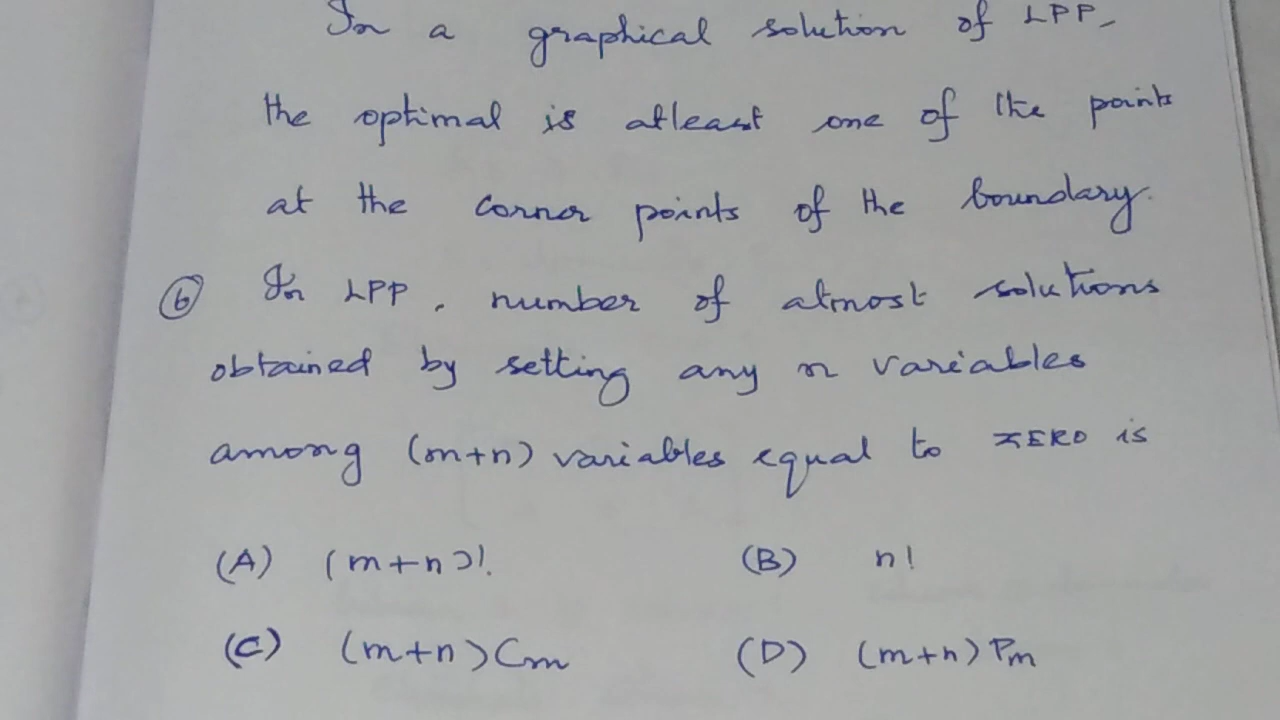 In a graphical solution of LPP,
the optimal is atleast one of the points
at the corner points of the boundary.
(6) In LPP, number of atmost solutions
obtained by setting any n variables
among (m+n) variables equal to ZERO is
(A) (m+n)! (B) n!
(C) (m+n)Cm (D) (m+n)Pm